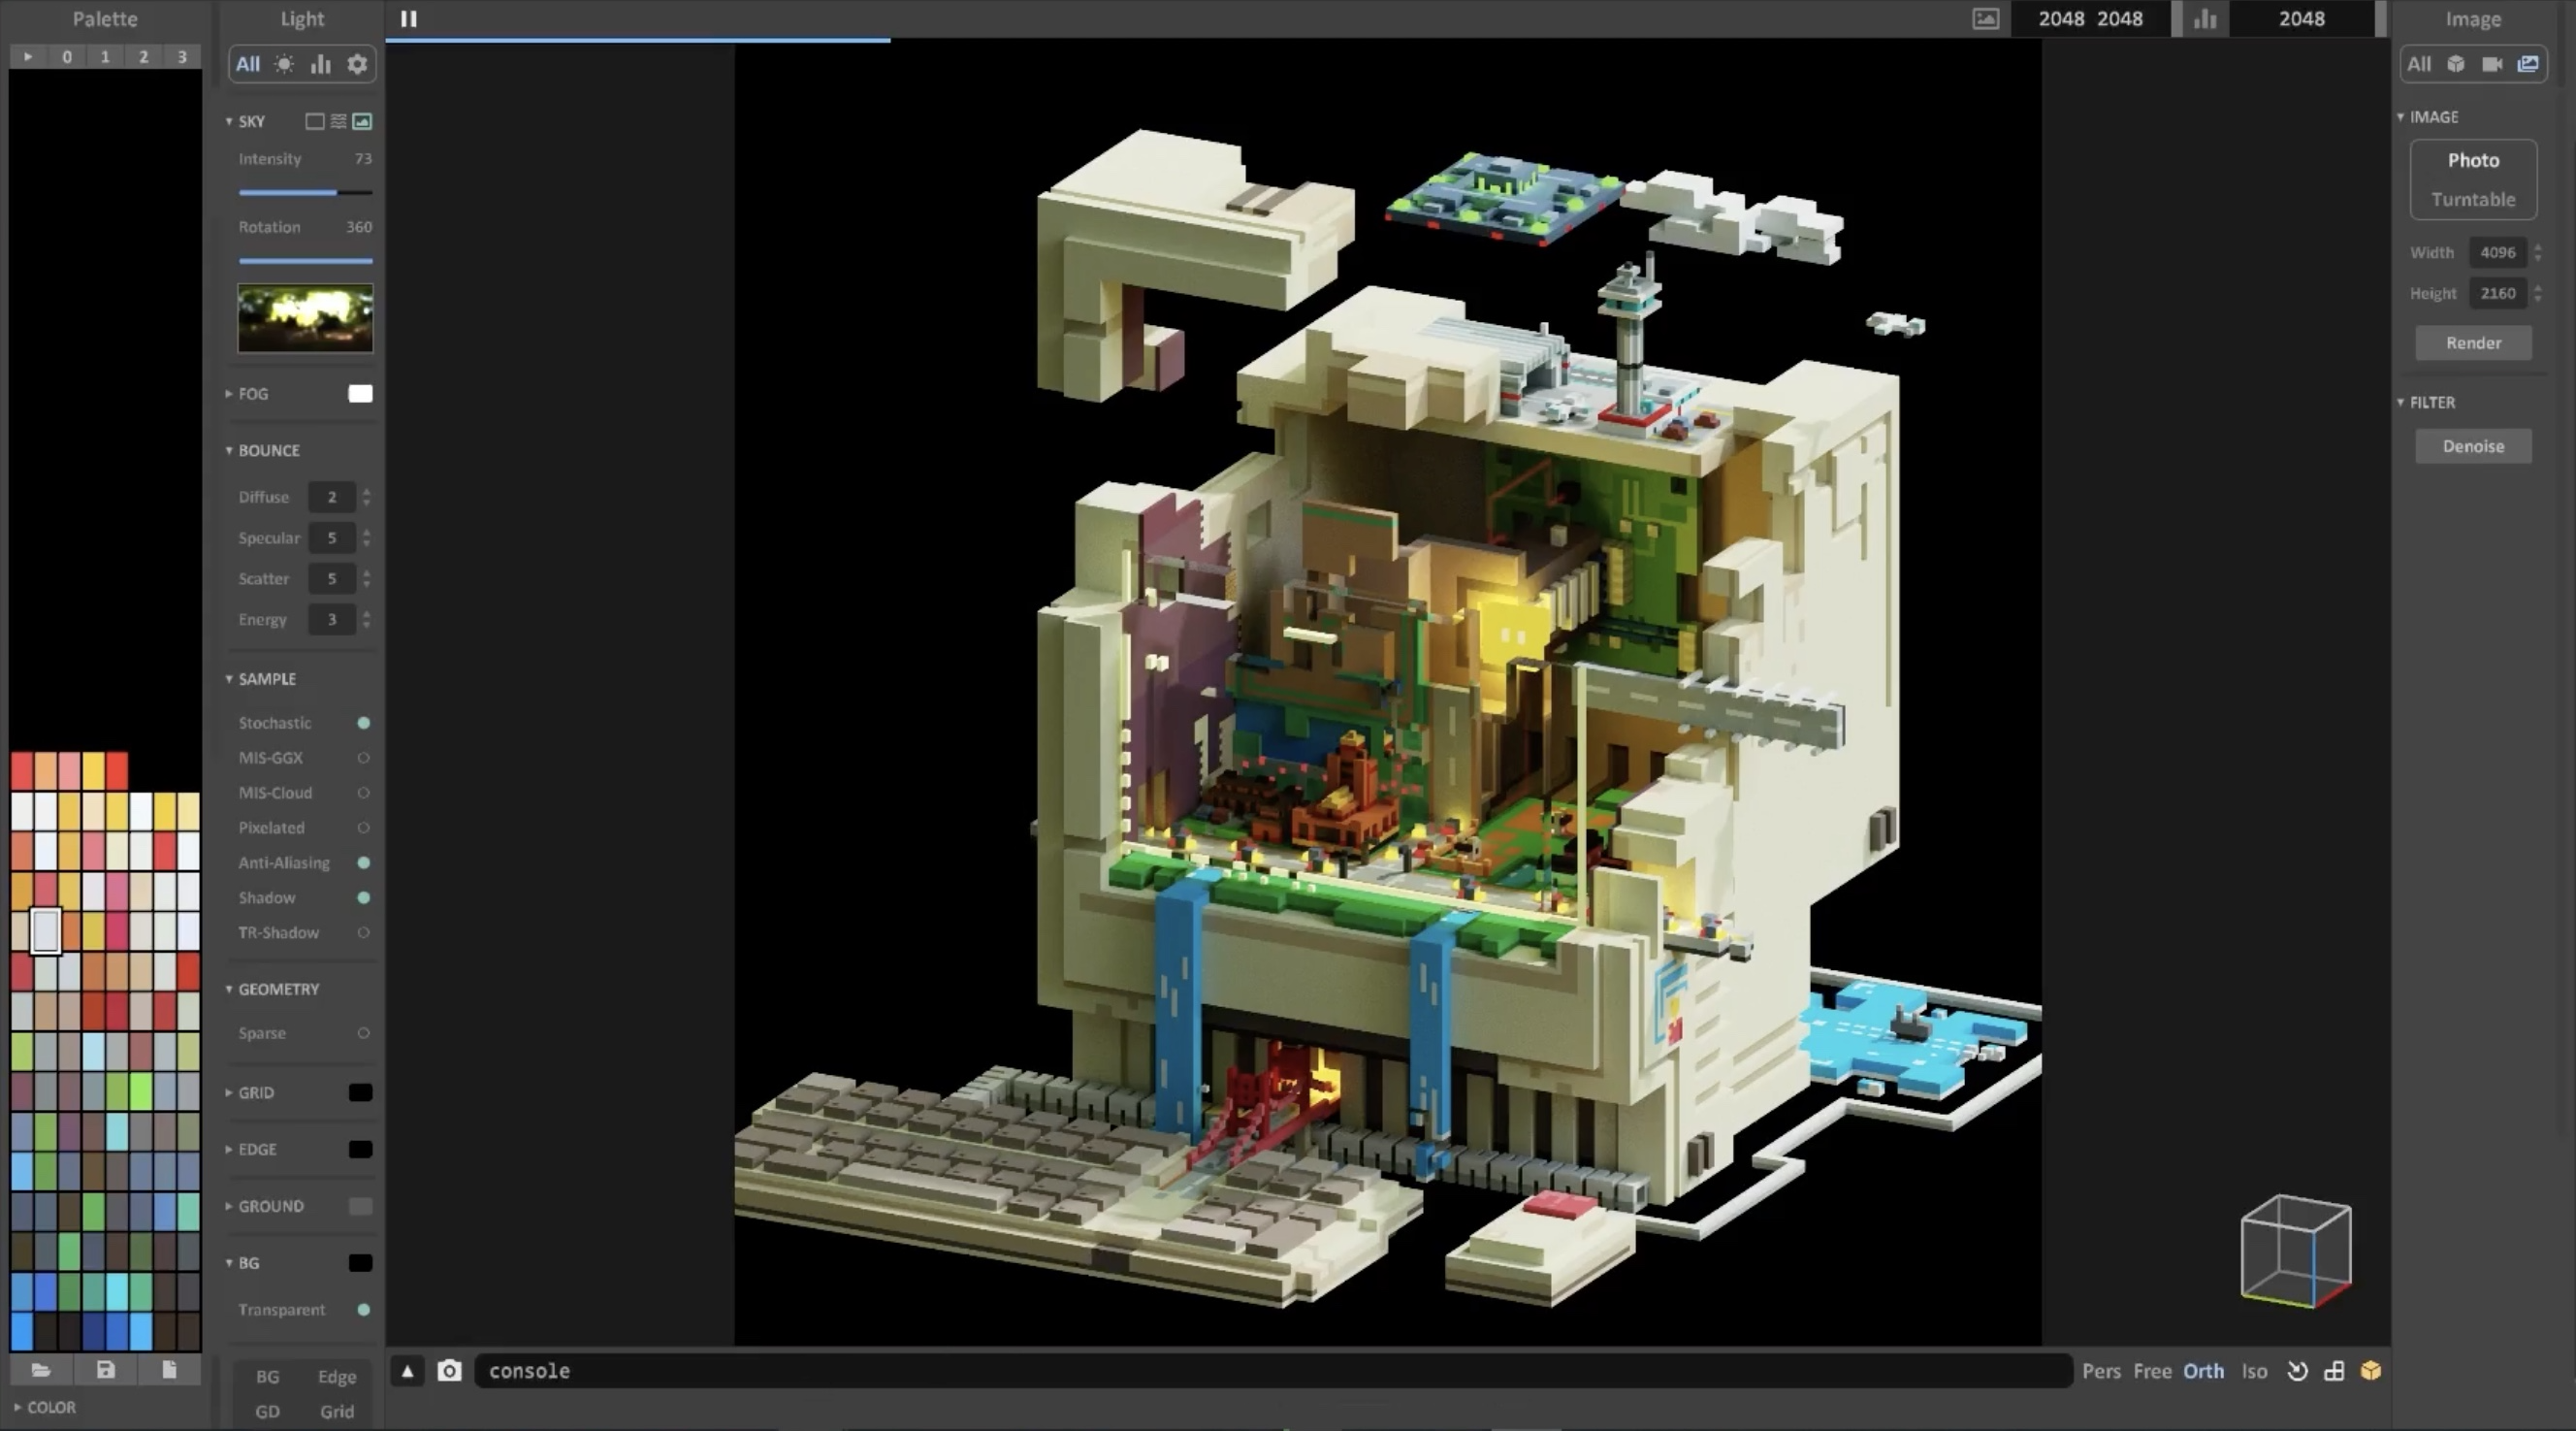 Palette
0 1 2 3
COLOR
Light
All
SKY
Intensity 73
Rotation 360
FOG
BOUNCE
Diffuse 2
Specular 5
Scatter 5
Energy 3
SAMPLE
Stochastic
MIS-GGX
MIS-Cloud
Pixelated
Anti-Aliasing
Shadow
TR-Shadow
GEOMETRY
Sparse
GRID
EDGE
GROUND
BG
Transparent
BG Edge
GD Grid
2048 2048 2048
console
Pers Free Orth Iso
Image
All
IMAGE
Photo
Turntable
Width 4096
Height 2160
Render
FILTER
Denoise